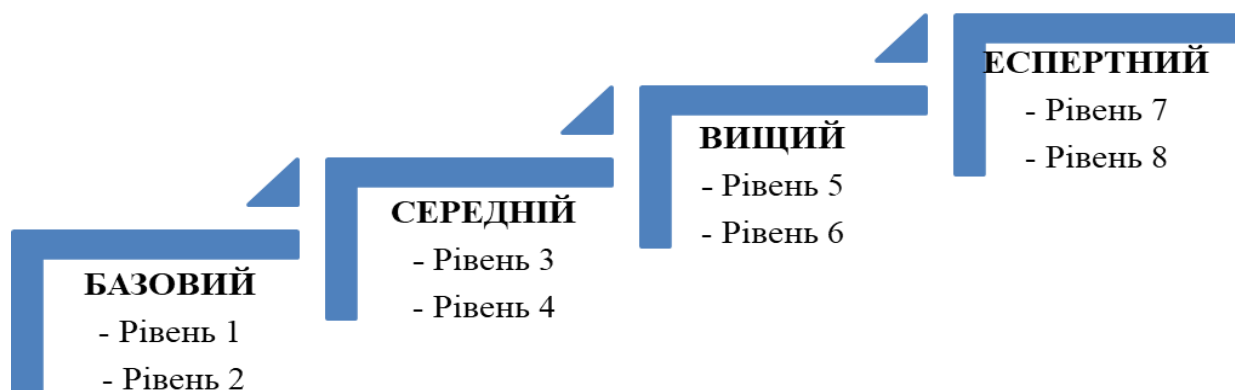 БАЗОВИЙ
- Рівень 1
- Рівень 2
СЕРЕДНІЙ
- Рівень 3
- Рівень 4
ВИЩИЙ
- Рівень 5
- Рівень 6
ЕСПЕРТНИЙ
- Рівень 7
- Рівень 8